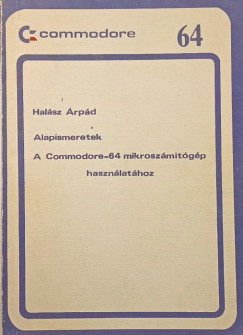 commodore 64
Halász Árpád
Alapismeretek
A Commodore-64 mikroszámítógép
használatához